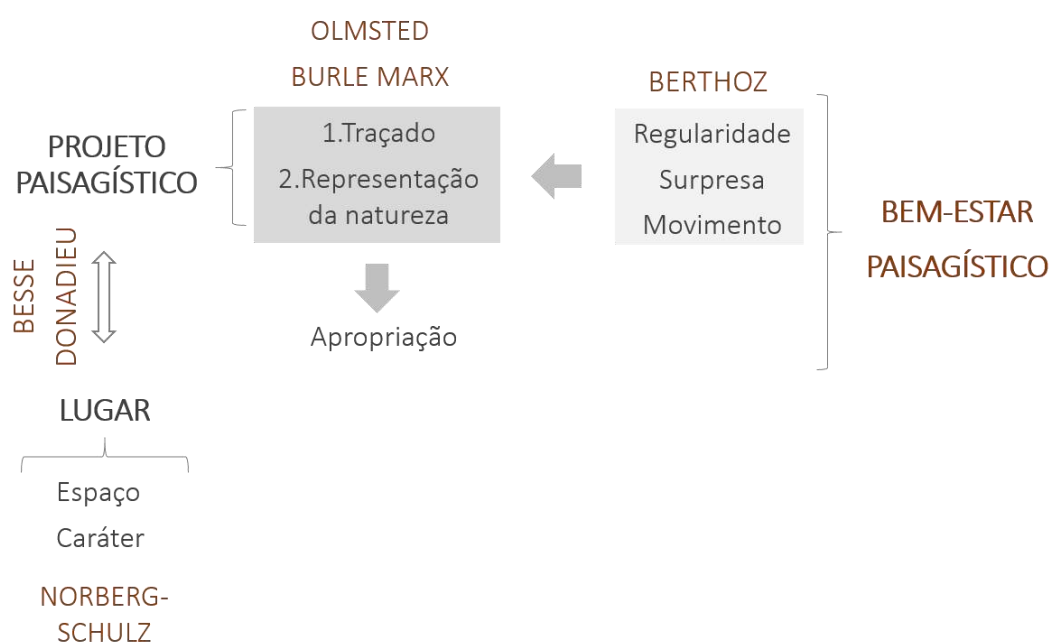 OLMSTED
BURLE MARX
1.Traçado
2.Representação
da natureza
BERTHOZ
Regularidade
Surpresa
Movimento
PROJETO
PAISAGÍSTICO
BEM-ESTAR
PAISAGÍSTICO
BESSE
DONADIEU
Apropriação
LUGAR
Espaço
Caráter
NORBERG-
SCHULZ